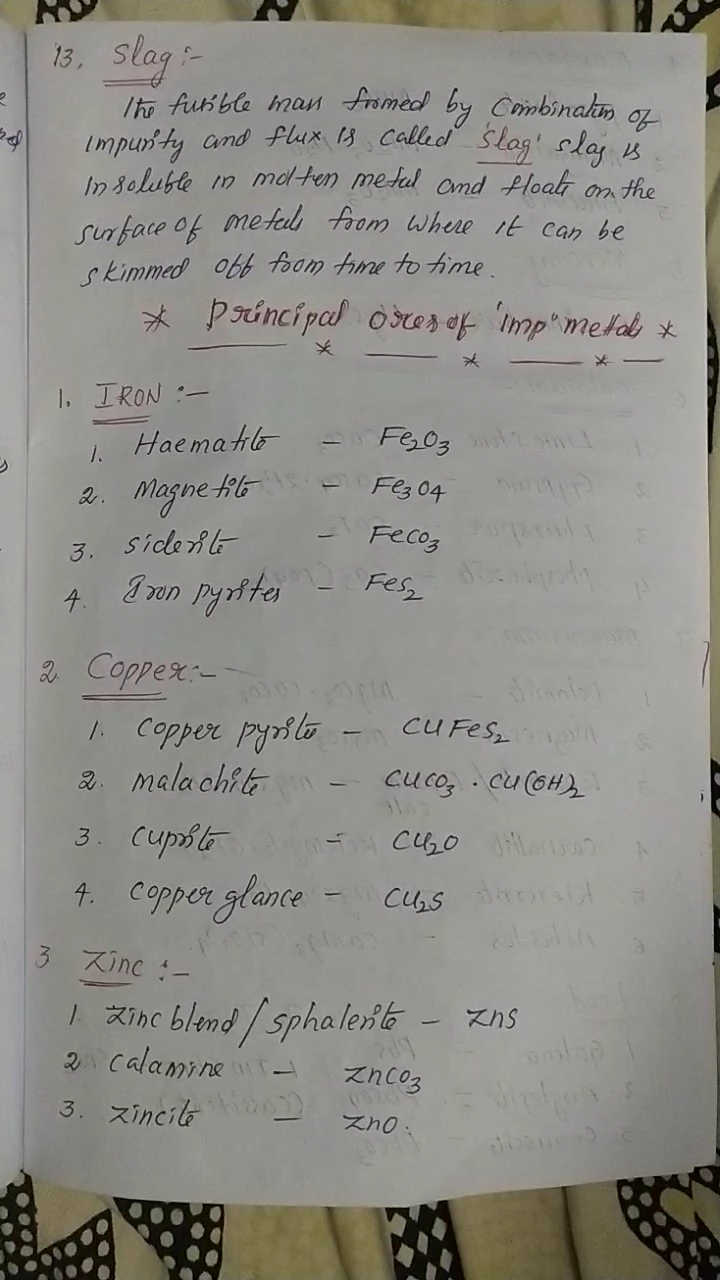 13. Slag :-
The fusible mass fromed by Combination of
impurity and flux is called 'slag' slag is
Insoluble in molten metal and floats on the
surface of metals from where it can be
skimmed off from time to time.
* Principal ores of 'imp" metals *
* * *
1. IRON :-
1. Haematite - Fe2O3
2. Magnetite - Fe3O4
3. siderite - FeCO3
4. Iron pyrites - FeS2
2. Copper:-
1. Copper pyrite - CuFeS2
2. malachite - CuCO3 . Cu(OH)2
3. cuprite - Cu2O
4. copper glance - Cu2S
3 Zinc :-
1. Zinc blend / sphalerite - ZnS
2 calamine - ZnCO3
3. Zincite - ZnO.